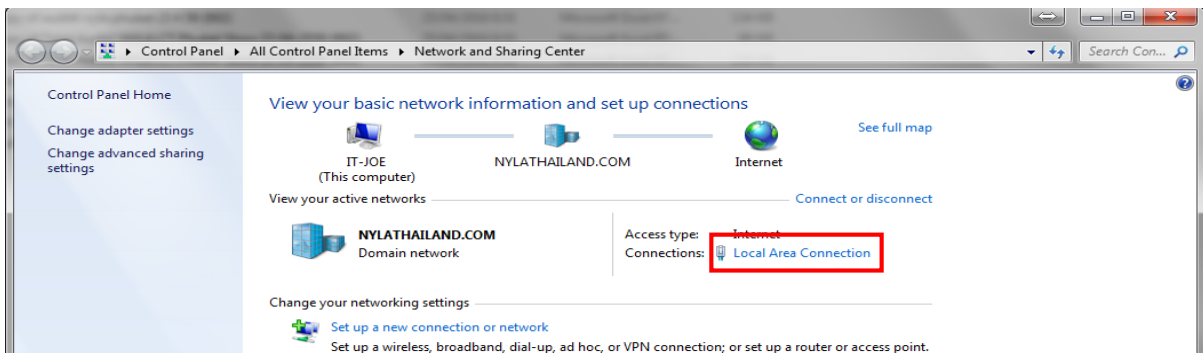 Control Panel ▸ All Control Panel Items ▸ Network and Sharing Center
Search Con...
Control Panel Home
Change adapter settings
Change advanced sharing
settings
View your basic network information and set up connections
See full map
IT-JOE
(This computer)
NYLATHAILAND.COM
Internet
View your active networks
Connect or disconnect
NYLATHAILAND.COM
Domain network
Access type: Internet
Connections: Local Area Connection
Change your networking settings
Set up a new connection or network
Set up a wireless, broadband, dial-up, ad hoc, or VPN connection; or set up a router or access point.